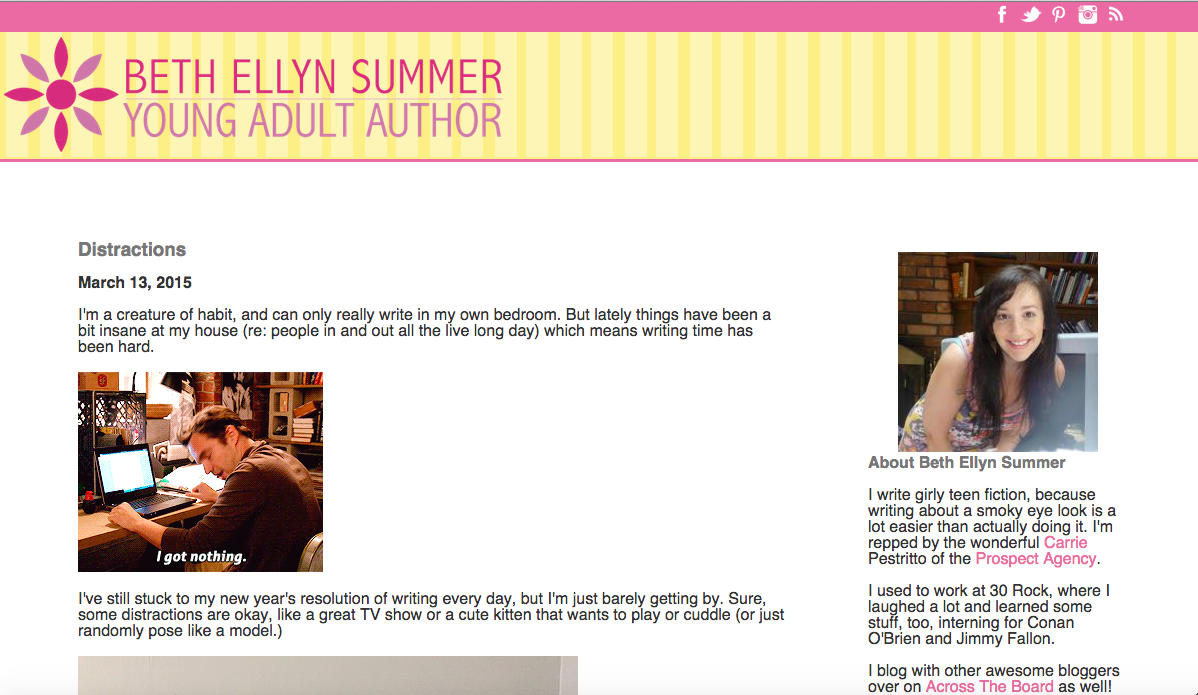 BETH ELLYN SUMMER
YOUNG ADULT AUTHOR
Distractions
March 13, 2015
I'm a creature of habit, and can only really write in my own bedroom. But lately things have been a
bit insane at my house (re: people in and out all the live long day) which means writing time has
been hard.
I got nothing.
I've still stuck to my new year's resolution of writing every day, but I'm just barely getting by. Sure,
some distractions are okay, like a great TV show or a cute kitten that wants to play or cuddle (or just
randomly pose like a model.)
About Beth Ellyn Summer
I write girly teen fiction, because
writing about a smoky eye look is a
lot easier than actually doing it. I'm
repped by the wonderful Carrie
Pestritto of the Prospect Agency.
I used to work at 30 Rock, where I
laughed a lot and learned some
stuff, too, interning for Conan
O'Brien and Jimmy Fallon.
I blog with other awesome bloggers
over on Across The Board as well!